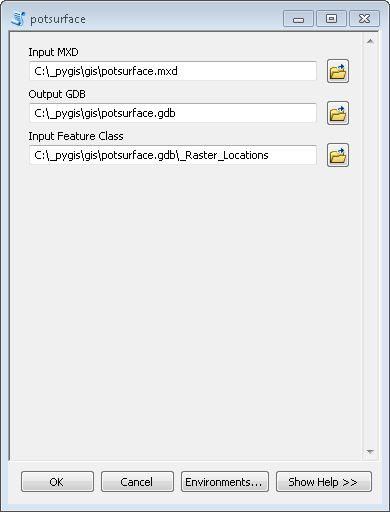 potsurface
Input MXD
C:\_pygis\gis\potsurface.mxd
Output GDB
C:\_pygis\gis\potsurface.gdb
Input Feature Class
C:\_pygis\gis\potsurface.gdb\_Raster_Locations
OK Cancel Environments... Show Help >>